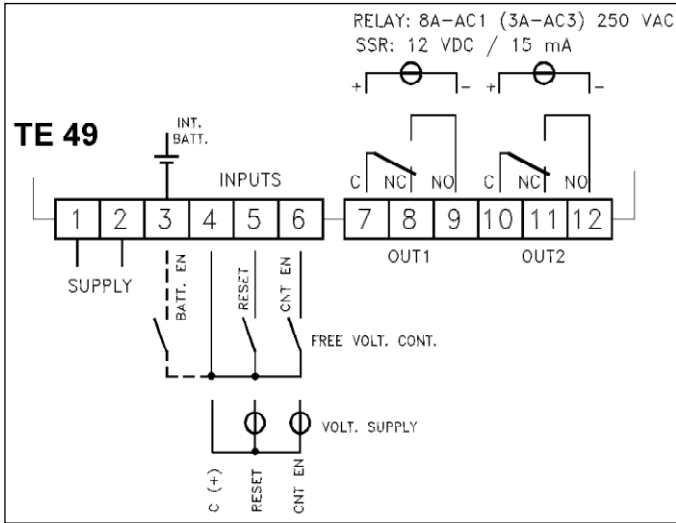 RELAY: 8A-AC1 (3A-AC3) 250 VAC
SSR: 12 VDC / 15 mA
+ - + -
TE 49
INT.
BATT.
INPUTS
C NC NO C NC NO
1 2 3 4 5 6 7 8 9 10 11 12
SUPPLY
OUT1 OUT2
BATT. EN
RESET
CNT EN
FREE VOLT. CONT.
VOLT. SUPPLY
C (+)
RESET
CNT EN